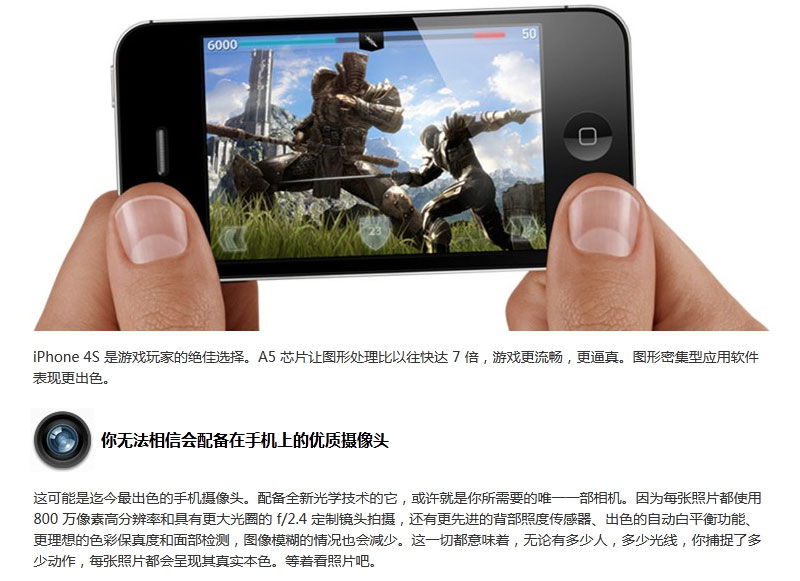 6000
50
23
iPhone 4S 是游戏玩家的绝佳选择。A5 芯片让图形处理比以往快达 7 倍，游戏更流畅，更逼真。图形密集型应用软件
表现更出色。
你无法相信会配备在手机上的优质摄像头
这可能是迄今最出色的手机摄像头。配备全新光学技术的它，或许就是你所需要的唯一一部相机。因为每张照片都使用
800 万像素高分辨率和具有更大光圈的 f/2.4 定制镜头拍摄，还有更先进的背部照度传感器、出色的自动白平衡功能、
更理想的色彩保真度和面部检测，图像模糊的情况也会减少。这一切都意味着，无论有多少人，多少光线，你捕捉了多
少动作，每张照片都会呈现其真实本色。等着看照片吧。